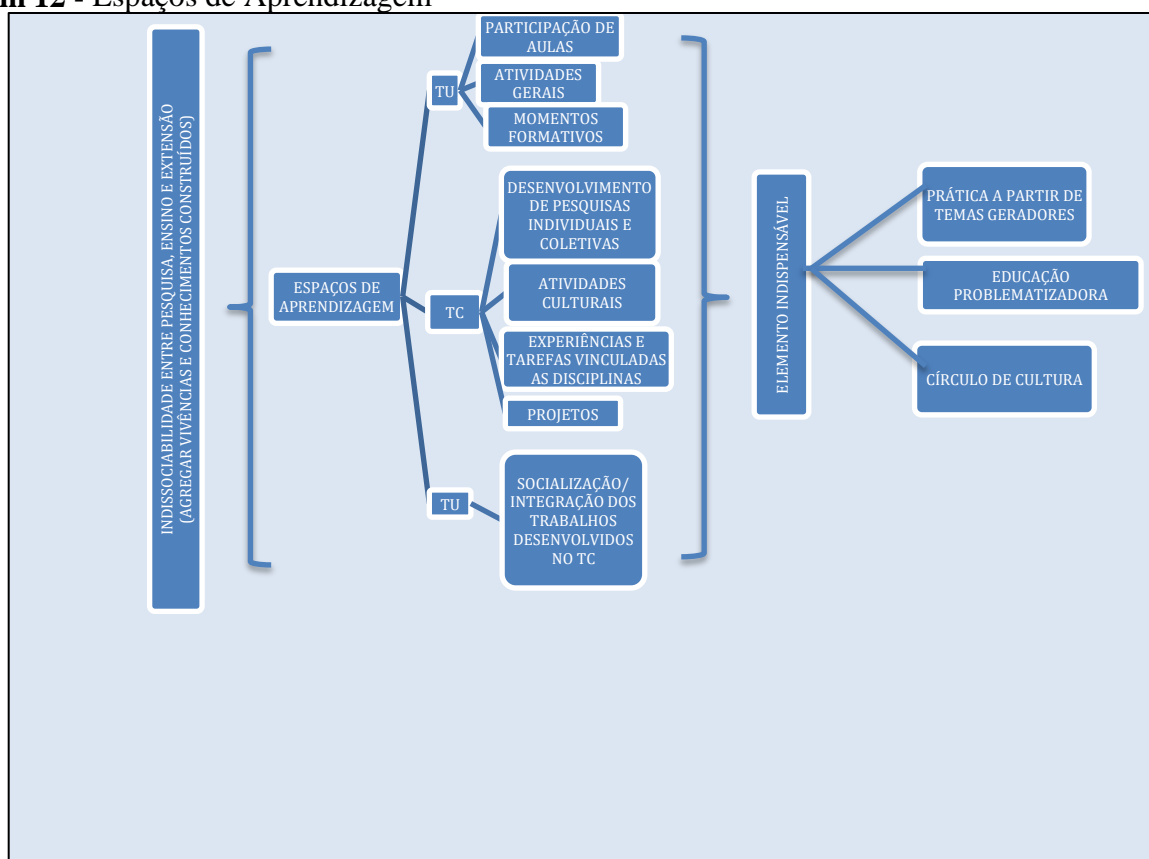 12 - Espaços de Aprendizagem
INDISSOCIABILIDADE ENTRE PESQUISA, ENSINO E EXTENSÃO
(AGREGAR VIVÊNCIAS E CONHECIMENTOS CONSTRUÍDOS)
ESPAÇOS DE
APRENDIZAGEM
TU
PARTICIPAÇÃO DE
AULAS
ATIVIDADES
GERAIS
MOMENTOS
FORMATIVOS
TC
DESENVOLVIMENTO
DE PESQUISAS
INDIVIDUAIS E
COLETIVAS
ATIVIDADES
CULTURAIS
EXPERIÊNCIAS E
TAREFAS VINCULADAS
AS DISCIPLINAS
PROJETOS
TU
SOCIALIZAÇÃO/
INTEGRAÇÃO DOS
TRABALHOS
DESENVOLVIDOS
NO TC
ELEMENTO INDISPENSÁVEL
PRÁTICA A PARTIR DE
TEMAS GERADORES
EDUCAÇÃO
PROBLEMATIZADORA
CÍRCULO DE CULTURA